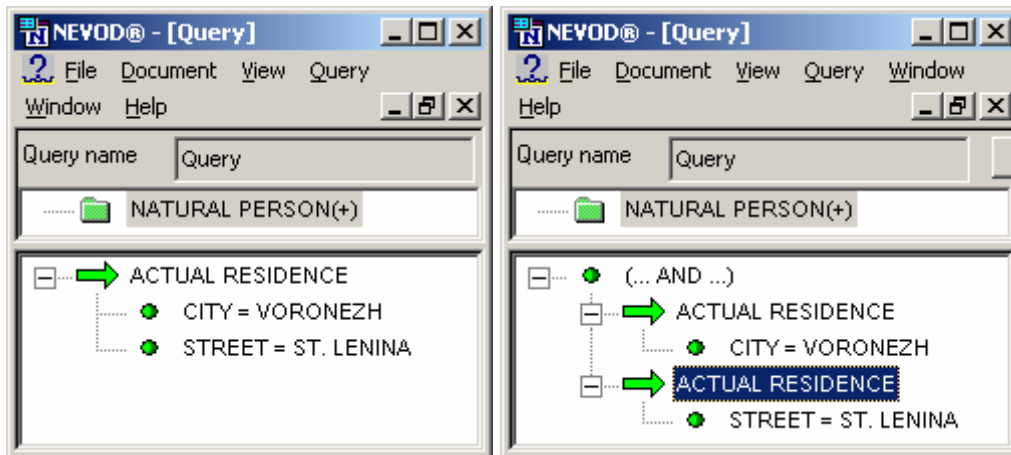 NEVOD® - [Query]
File Document View Query
Window Help
Query name Query
NATURAL PERSON(+)
ACTUAL RESIDENCE
CITY = VORONEZH
STREET = ST. LENINA
NEVOD® - [Query]
File Document View Query Window
Help
Query name Query
NATURAL PERSON(+)
(... AND ...)
ACTUAL RESIDENCE
CITY = VORONEZH
ACTUAL RESIDENCE
STREET = ST. LENINA